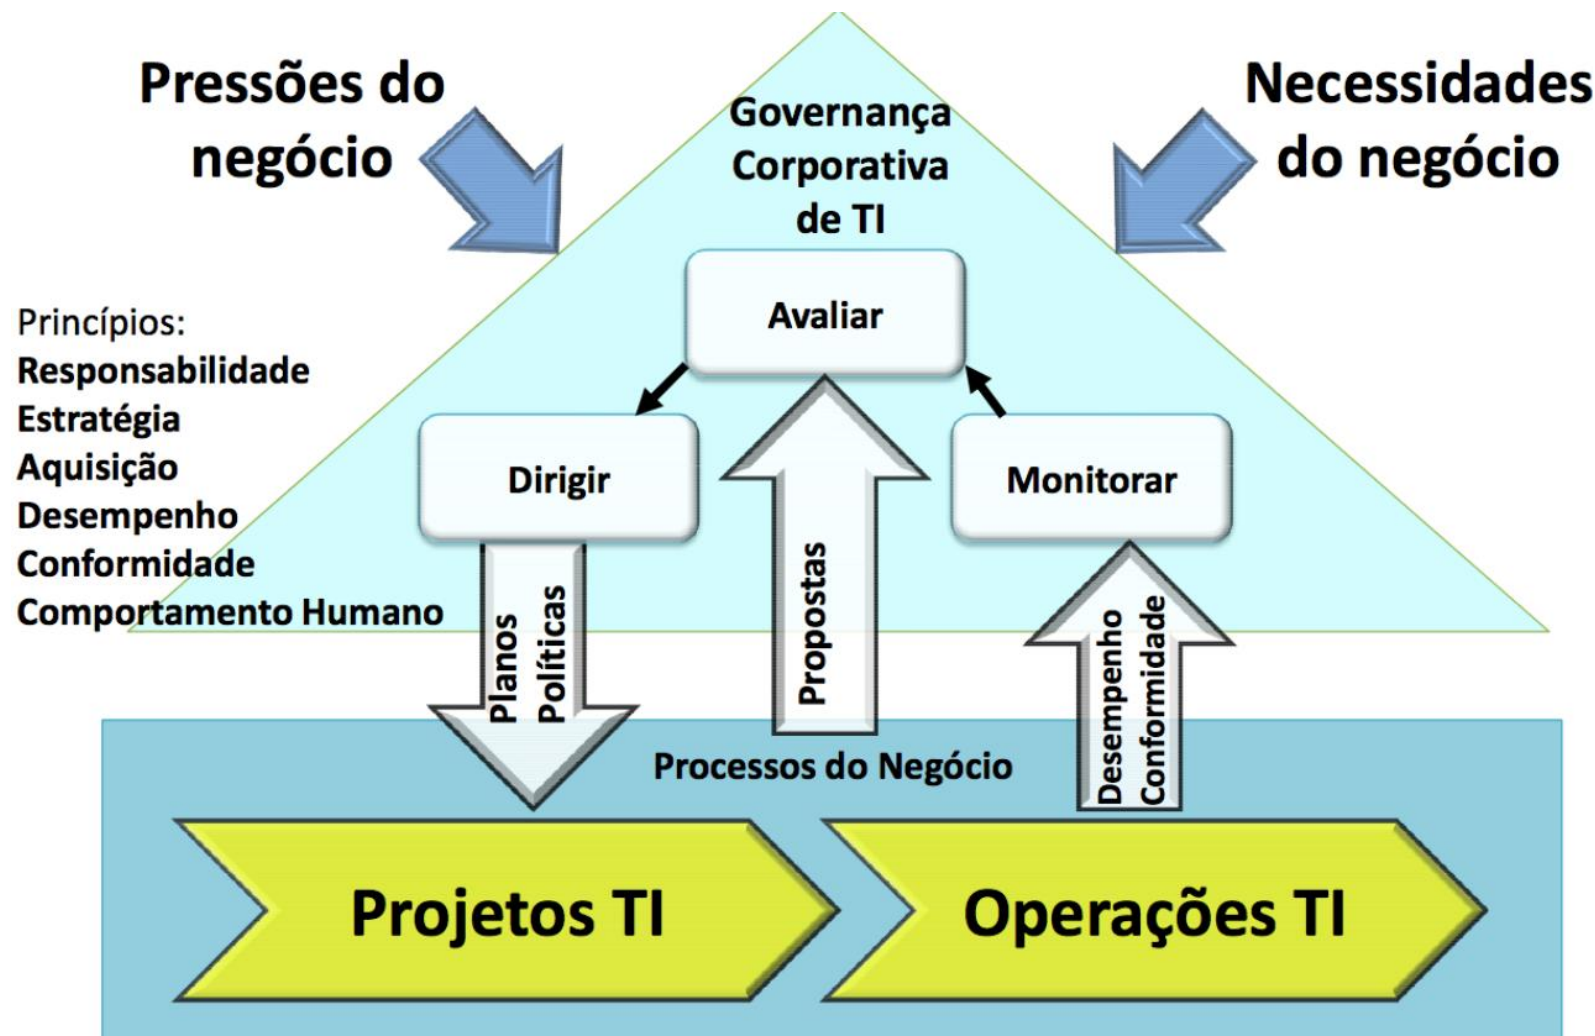 Pressões do
negócio
Governança
Corporativa
de TI
Necessidades
do negócio
Avaliar
Princípios:
Responsabilidade
Estratégia
Aquisição
Desempenho
Conformidade
Comportamento Humano
Dirigir
Monitorar
Planos
Políticas
Propostas
Desempenho
Conformidade
Processos do Negócio
Projetos TI
Operações TI